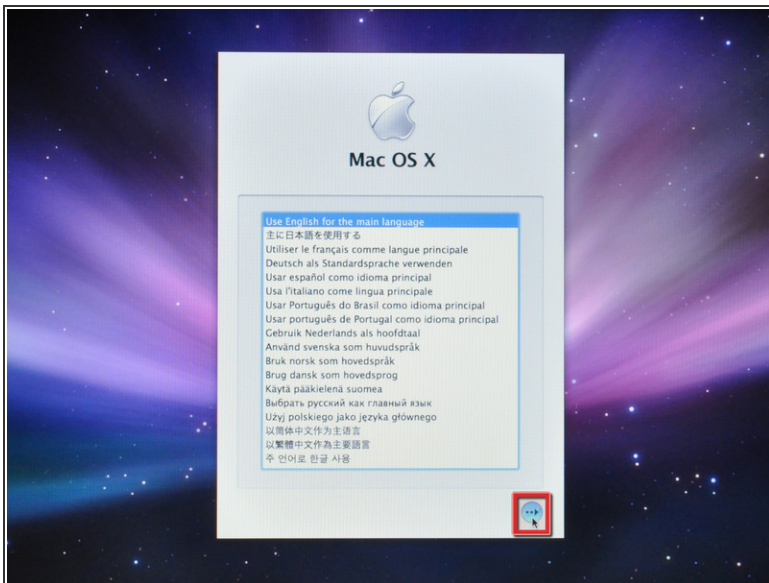 Mac OS X
Use English for the main language
主に日本語を使用する
Utiliser le français comme langue principale
Deutsch als Standardsprache verwenden
Usar español como idioma principal
Usa l'italiano come lingua principale
Usar Português do Brasil como idioma principal
Usar português de Portugal como idioma principal
Gebruik Nederlands als hoofdtaal
Använd svenska som huvudspråk
Bruk norsk som hovedspråk
Brug dansk som hovedsprog
Käytä pääkielenä suomea
Выбрать русский как главный язык
Użyj polskiego jako języka głównego
以简体中文作为主语言
以繁體中文作為主要語言
주 언어로 한글 사용